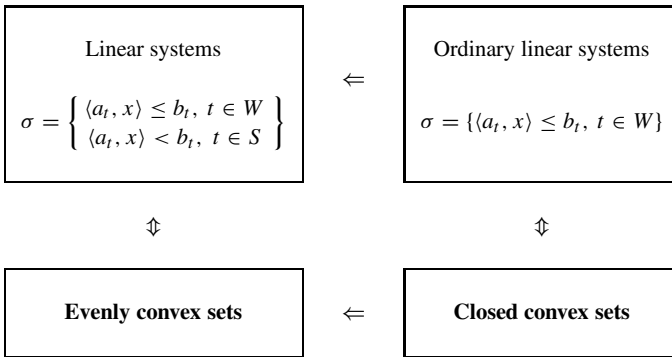 Linear systems
σ = { ⟨a_t, x⟩ ≤ b_t, t ∈ W
⟨a_t, x⟩ < b_t, t ∈ S }
⇐
Ordinary linear systems
σ = {⟨a_t, x⟩ ≤ b_t, t ∈ W}
⇕
⇕
Evenly convex sets
⇐
Closed convex sets